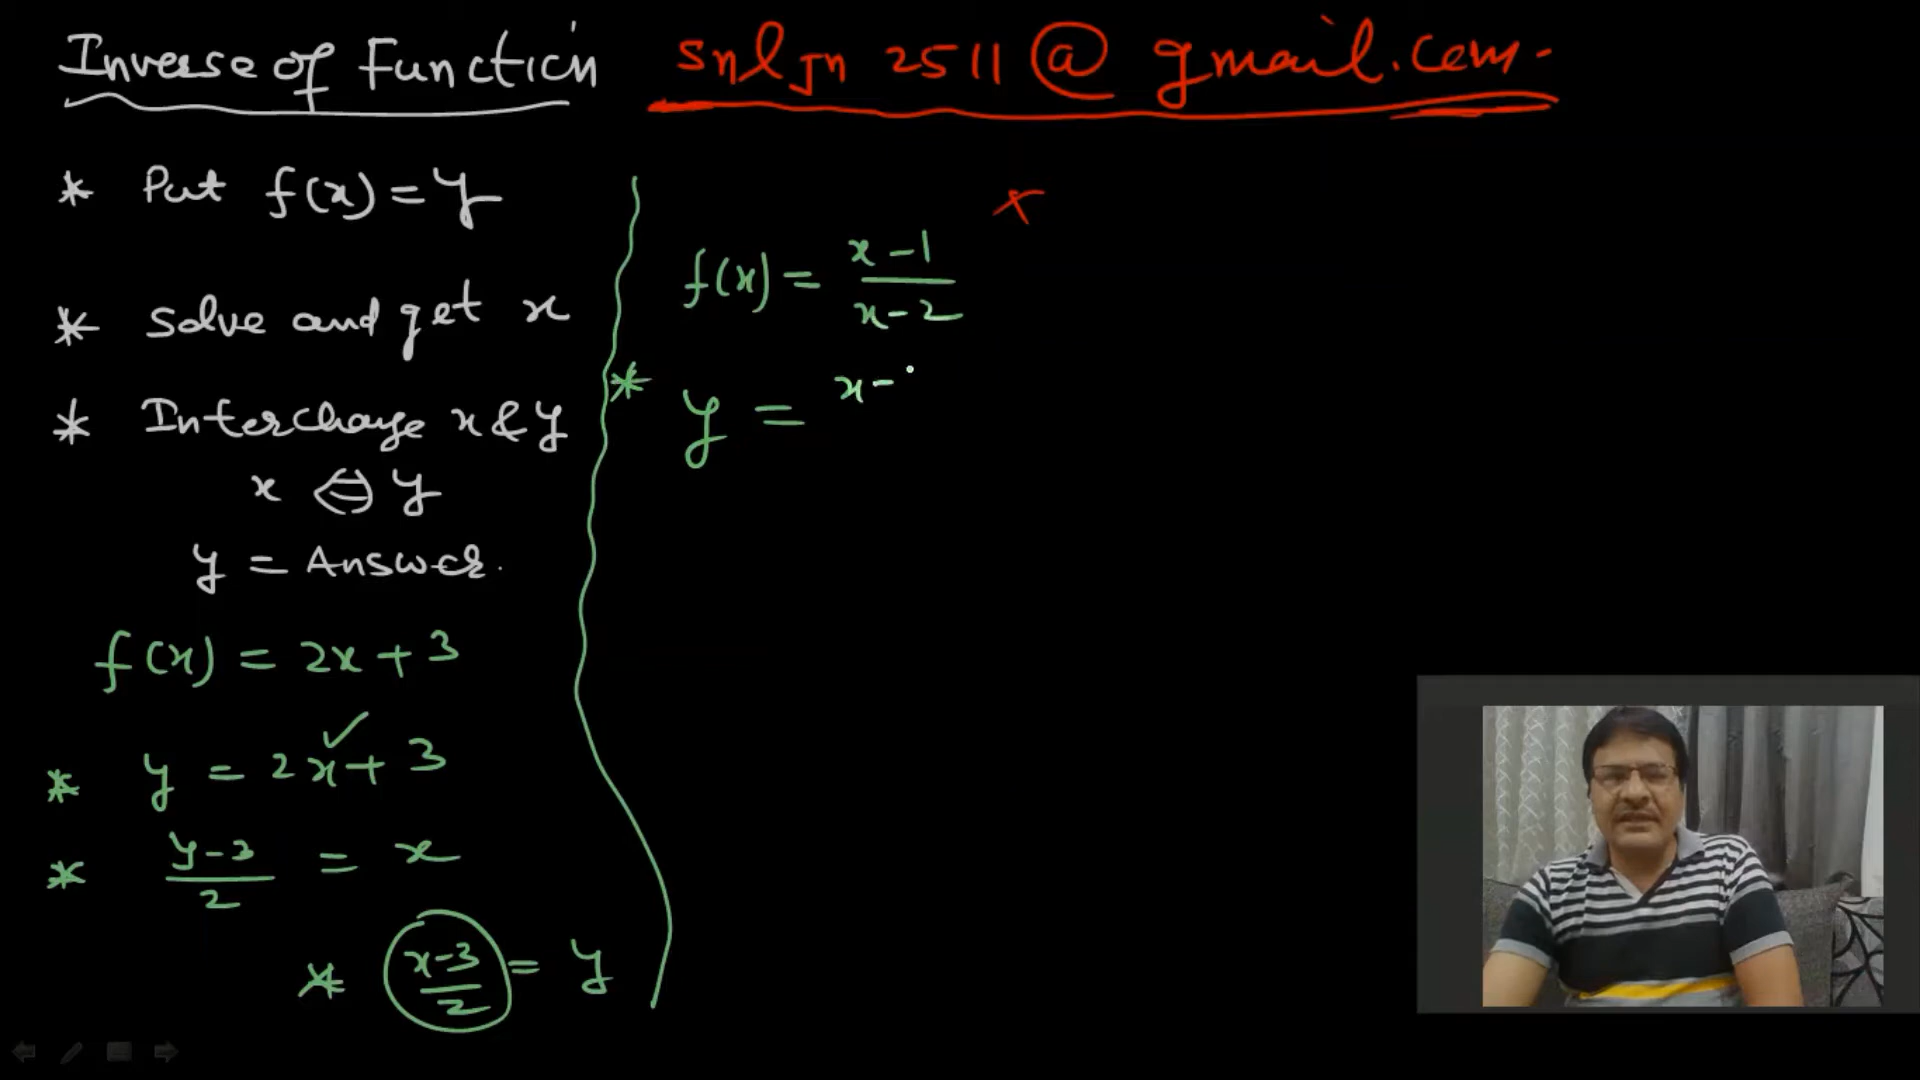 Inverse of Function
snljn2511@gmail.com.
* Put f(x) = y
* Solve and get x
* Interchange x & y
x ⇔ y
y = Answer.
f(x) = 2x + 3
* y = 2x + 3
* (y-3)/2 = x
* (x-3)/2 = y
f(x) = (x-1)/(x-2)
* y = x-